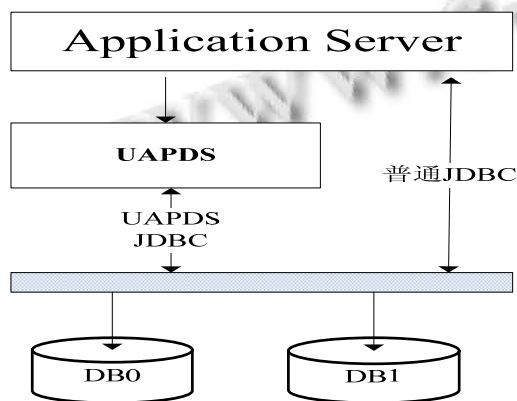 Application Server
UAPDS
UAPDS
JDBC
普通JDBC
DB0
DB1